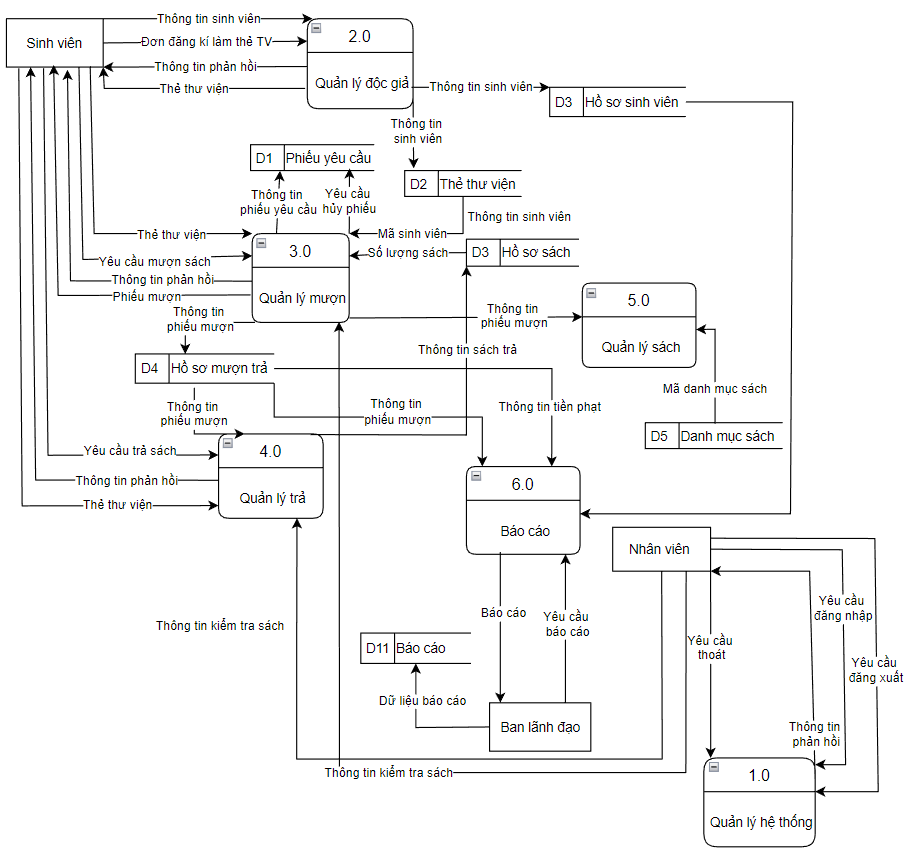 Thông tin sinh viên
Sinh viên
Đơn đăng kí làm thẻ TV
2.0
Thông tin phản hồi
Quản lý độc giả
Thẻ thư viện
Thông tin sinh viên
D3
Hồ sơ sinh viên
Thông tin
sinh viên
D1
Phiếu yêu cầu
D2
Thẻ thư viện
Thông tin
phiếu yêu cầu
Yêu cầu
hủy phiếu
Thông tin sinh viên
Thẻ thư viện
Mã sinh viên
3.0
Số lượng sách
D3
Hồ sơ sách
Yêu cầu mượn sách
Thông tin phản hồi
Phiếu mượn
Quản lý mượn
5.0
Thông tin
phiếu mượn
Thông tin
phiếu mượn
Quản lý sách
Thông tin sách trả
D4
Hồ sơ mượn trả
Mã danh mục sách
Thông tin
phiếu mượn
Thông tin
phiếu mượn
Thông tin tiền phạt
D5
Danh mục sách
Yêu cầu trả sách
4.0
Thông tin phản hồi
6.0
Quản lý trả
Thẻ thư viện
Báo cáo
Nhân viên
Báo cáo
Yêu cầu
báo cáo
Yêu cầu
đăng nhập
Thông tin kiểm tra sách
Yêu cầu
thoát
D11
Báo cáo
Yêu cầu
đăng xuất
Dữ liệu báo cáo
Ban lãnh đạo
Thông tin
phản hồi
Thông tin kiểm tra sách
1.0
Quản lý hệ thống